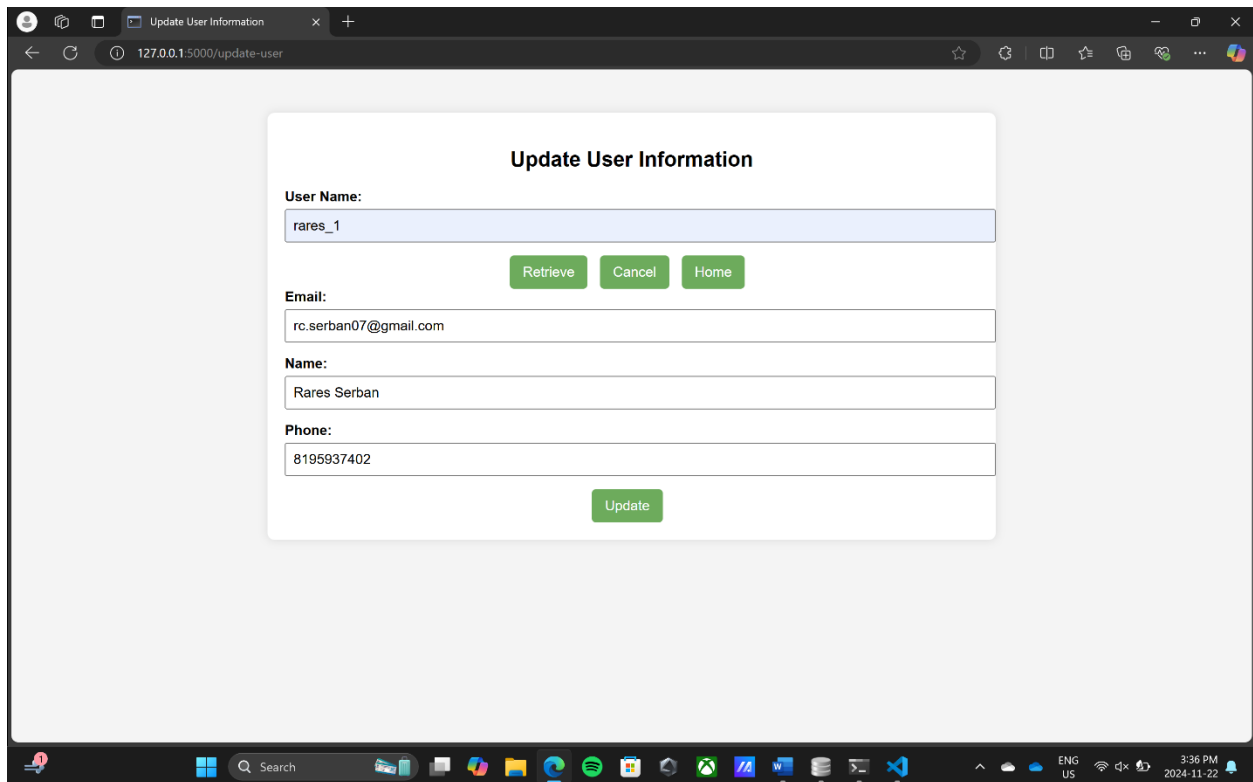 Update User Information
127.0.0.1:5000/update-user
Update User Information
User Name:
rares_1
Retrieve Cancel Home
Email:
rc.serban07@gmail.com
Name:
Rares Serban
Phone:
8195937402
Update
1
Search
ENG
US
3:36 PM
2024-11-22